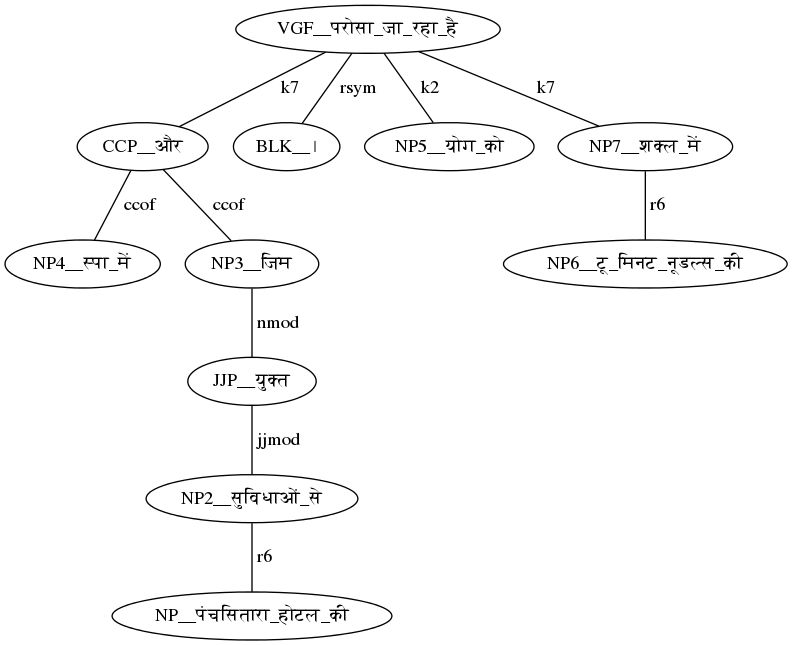 VGF__परोसा_जा_रहा_है
k7
rsym
k2
k7
CCP__और
BLK__।
NP5__योग_को
NP7__शक्ल_में
ccof
ccof
r6
NP4__स्पा_में
NP3__जिम
NP6__टू_मिनट_नूडल्स_की
nmod
JJP__युक्त
jjmod
NP2__सुविधाओं_से
r6
NP__पंचसितारा_होटल_की